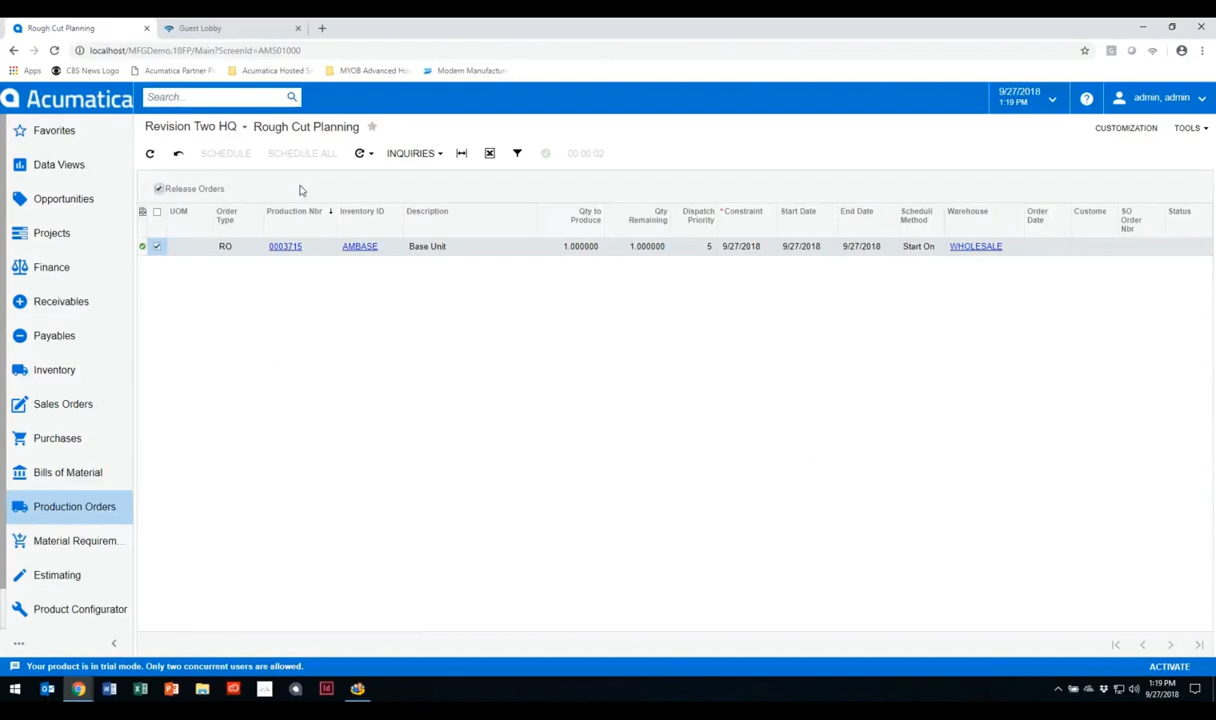 Rough Cut Planning
Guest Lobby
localhost/MFGDemo.18FP/Main?ScreenId=AM501000
Apps CBS News Logo Acumatica Partner Po Acumatica Hosted Si MYOB Advanced Ho Modern Manufactur
Acumatica
Search...
9/27/2018
1:19 PM
admin, admin
Favorites
Data Views
Opportunities
Projects
Finance
Receivables
Payables
Inventory
Sales Orders
Purchases
Bills of Material
Production Orders
Material Requirem...
Estimating
Product Configurator
Revision Two HQ Rough Cut Planning
CUSTOMIZATION TOOLS
SCHEDULE SCHEDULE ALL INQUIRIES 00:00:02
Release Orders
UOM Order Type Production Nbr Inventory ID Description Qty to Produce Qty Remaining Dispatch Priority * Constraint Start Date End Date Scheduli Method Warehouse Order Date Custome SO Order Nbr Status
RO 0003715 AMBASE Base Unit 1.000000 1.000000 5 9/27/2018 9/27/2018 9/27/2018 Start On WHOLESALE
Your product is in trial mode. Only two concurrent users are allowed. ACTIVATE
1:19 PM
9/27/2018